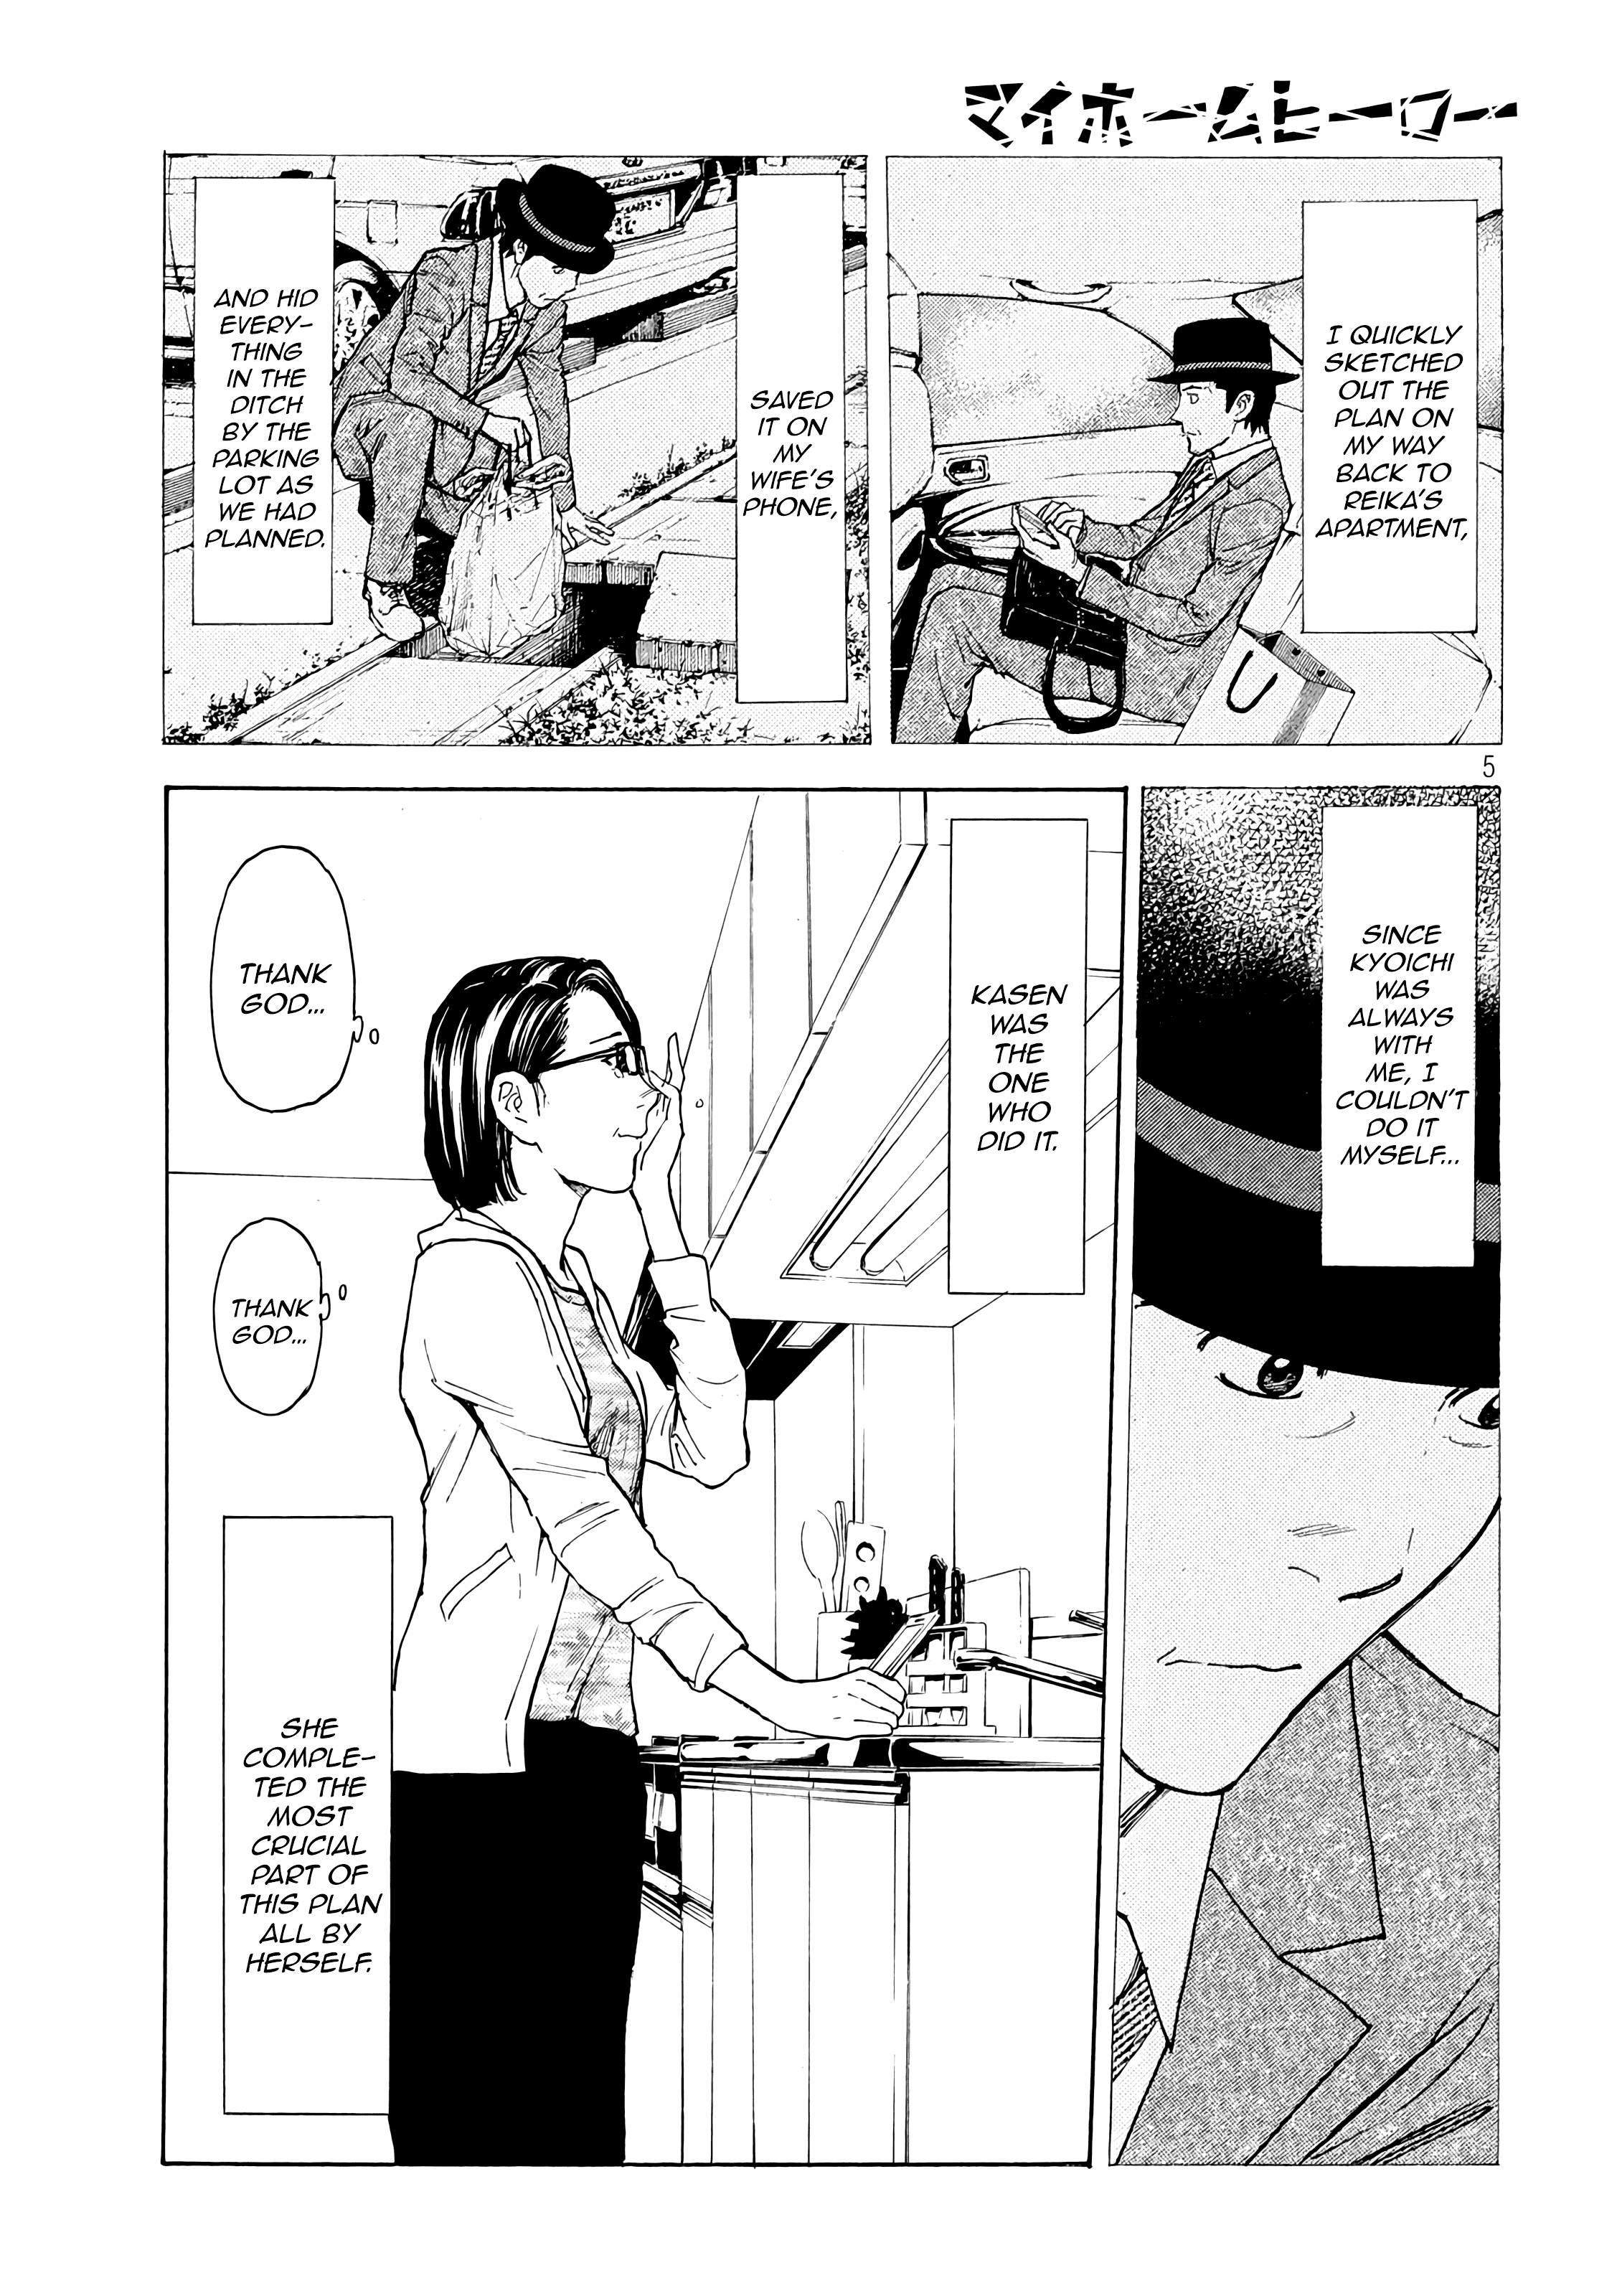 マイホームヒーロー
I QUICKLY
SKETCHED
OUT THE
PLAN ON
MY WAY
BACK TO
REIKA'S
APARTMENT,
SAVED
IT ON
MY
WIFE'S
PHONE,
AND HID
EVERY-
THING
IN THE
DITCH
BY THE
PARKING
LOT AS
WE HAD
PLANNED.
5
SINCE
KYOICHI
WAS
ALWAYS
WITH
ME, I
COULDN'T
DO IT
MYSELF...
KASEN
WAS
THE
ONE
WHO
DID IT.
THANK
GOD...
THANK
GOD...
SHE
COMPLE-
TED THE
MOST
CRUCIAL
PART OF
THIS PLAN
ALL BY
HERSELF.